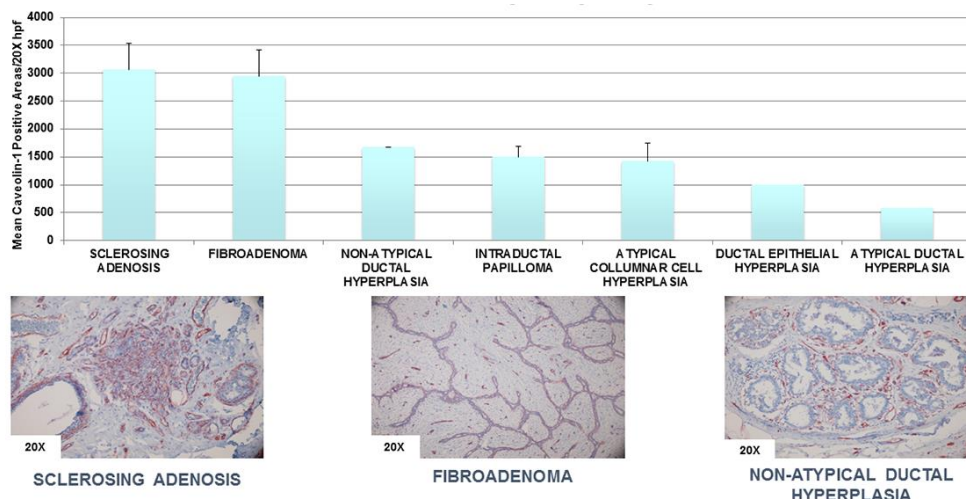 Mean Caveolin-1 Positive Areas/20X hpf
4000
3500
3000
2500
2000
1500
1000
500
0
SCLEROSING
ADENOSIS
FIBROADENOMA
NON-ATYPICAL
DUCTAL
HYPERPLASIA
INTRADUCTAL
PAPILLOMA
ATYPICAL
COLLUMNAR CELL
HYPERPLASIA
DUCTAL EPITHELIAL
HYPERPLASIA
ATYPICAL DUCTAL
HYPERPLASIA
20X
20X
20X
SCLEROSING ADENOSIS
FIBROADENOMA
NON-ATYPICAL DUCTAL
HYPERPLASIA